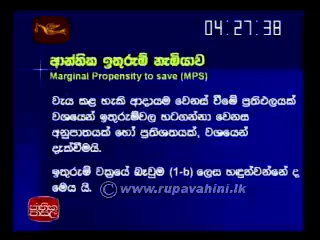 04:27:38
ආන්තික ඉතුරුම් නැමියාව
Marginal Propensity to save (MPS)
වැය කළ හැකි ආදායම වෙනස් වීමේ ප්‍රතිඵලයක්
වශයෙන් ඉතුරුම්වල හටගන්නා වෙනස
අනුපාතයක් හෝ ප්‍රතිශතයක්, වශයෙන්
දැක්වීමයි.
ඉතුරුම් වක්‍රයේ බෑවුම (1-b) ලෙස හඳුන්වන්නේ ද
මෙය යි.
©www.rupavahini.lk